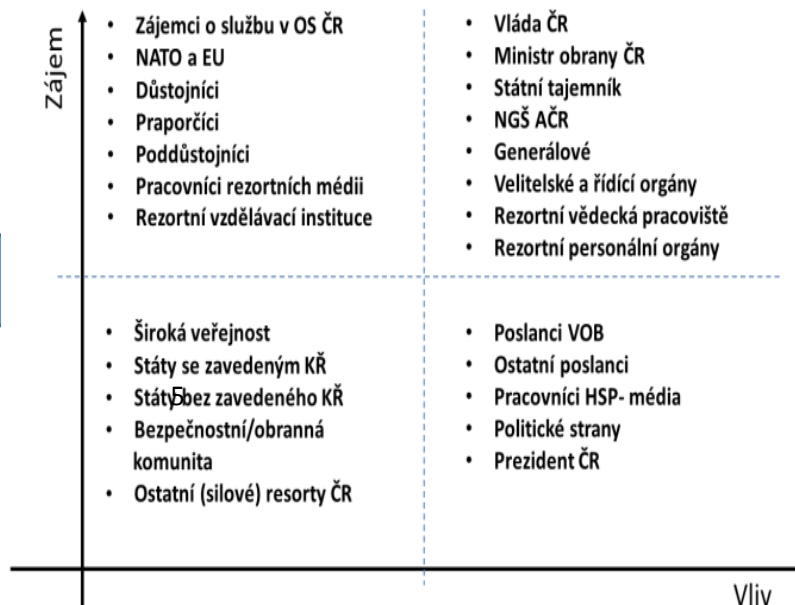 Zájem
• Zájemci o službu v OS ČR
• NATO a EU
• Důstojníci
• Praporčíci
• Poddůstojníci
• Pracovníci rezortních médii
• Rezortní vzdělávací instituce
• Vláda ČR
• Ministr obrany ČR
• Státní tajemník
• NGŠ AČR
• Generálové
• Velitelské a řídící orgány
• Rezortní vědecká pracoviště
• Rezortní personální orgány
• Široká veřejnost
• Státy se zavedeným KŘ
• Státy bez zavedeného KŘ
5
• Bezpečnostní/obranná
komunita
• Ostatní (silové) resorty ČR
• Poslanci VOB
• Ostatní poslanci
• Pracovníci HSP- média
• Politické strany
• Prezident ČR
Vliv